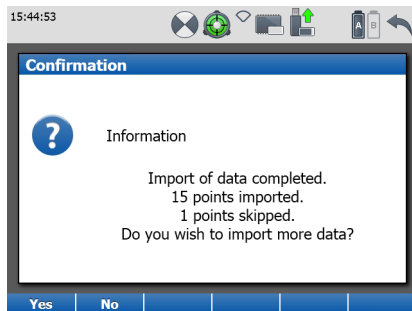 15:44:53
A
B
Confirmation
?
Information
Import of data completed.
15 points imported.
1 points skipped.
Do you wish to import more data?
Yes No